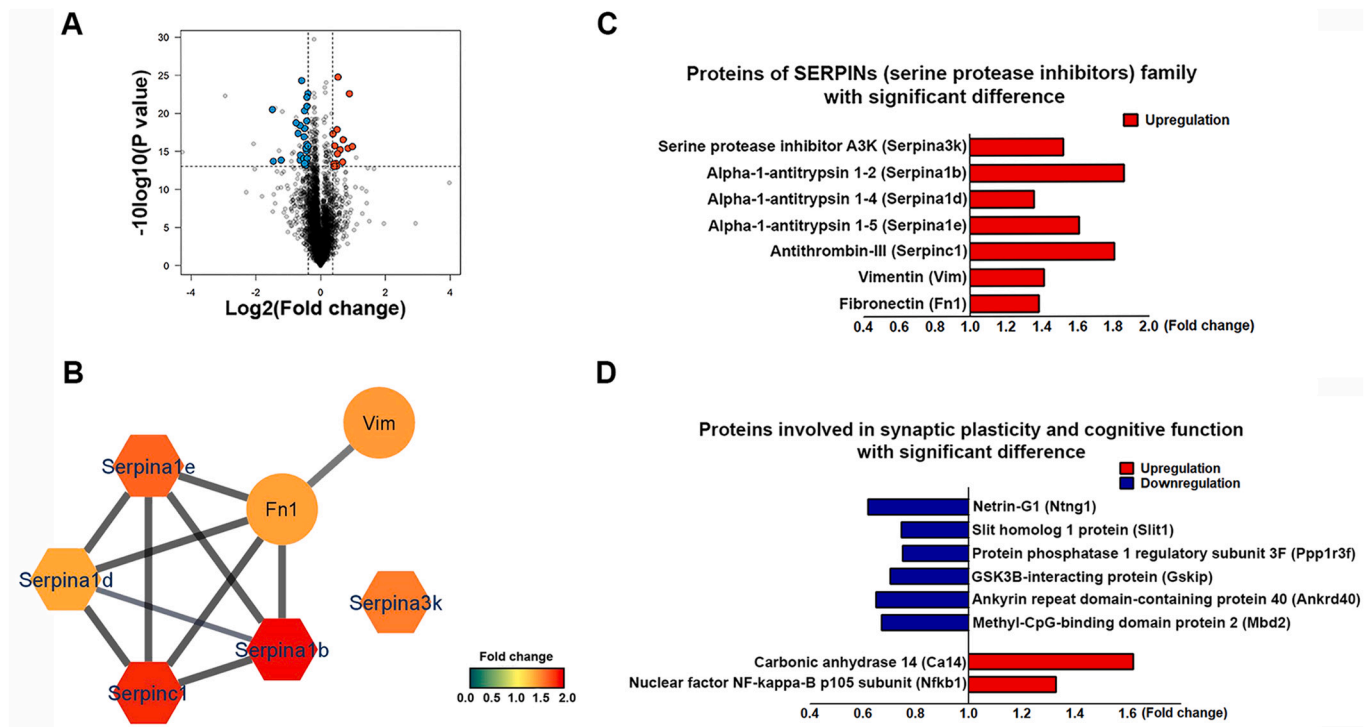 A
30
25
20
15
10
5
0
-10log10(P value)
-4
-2
0
2
4
Log2(Fold change)
B
Vim
Serpina1e
Fn1
Serpina1d
Serpina3k
Serpina1b
Serpinc1
Fold change
0.0 0.5 1.0 1.5 2.0
C
Proteins of SERPINs (serine protease inhibitors) family
with significant difference
Upregulation
Serine protease inhibitor A3K (Serpina3k)
Alpha-1-antitrypsin 1-2 (Serpina1b)
Alpha-1-antitrypsin 1-4 (Serpina1d)
Alpha-1-antitrypsin 1-5 (Serpina1e)
Antithrombin-III (Serpinc1)
Vimentin (Vim)
Fibronectin (Fn1)
0.4 0.6 0.8 1.0 1.2 1.4 1.6 1.8 2.0 (Fold change)
D
Proteins involved in synaptic plasticity and cognitive function
with significant difference
Upregulation
Downregulation
Netrin-G1 (Ntng1)
Slit homolog 1 protein (Slit1)
Protein phosphatase 1 regulatory subunit 3F (Ppp1r3f)
GSK3B-interacting protein (Gskip)
Ankyrin repeat domain-containing protein 40 (Ankrd40)
Methyl-CpG-binding domain protein 2 (Mbd2)
Carbonic anhydrase 14 (Ca14)
Nuclear factor NF-kappa-B p105 subunit (Nfkb1)
0.4 0.6 0.8 1.0 1.2 1.4 1.6 (Fold change)